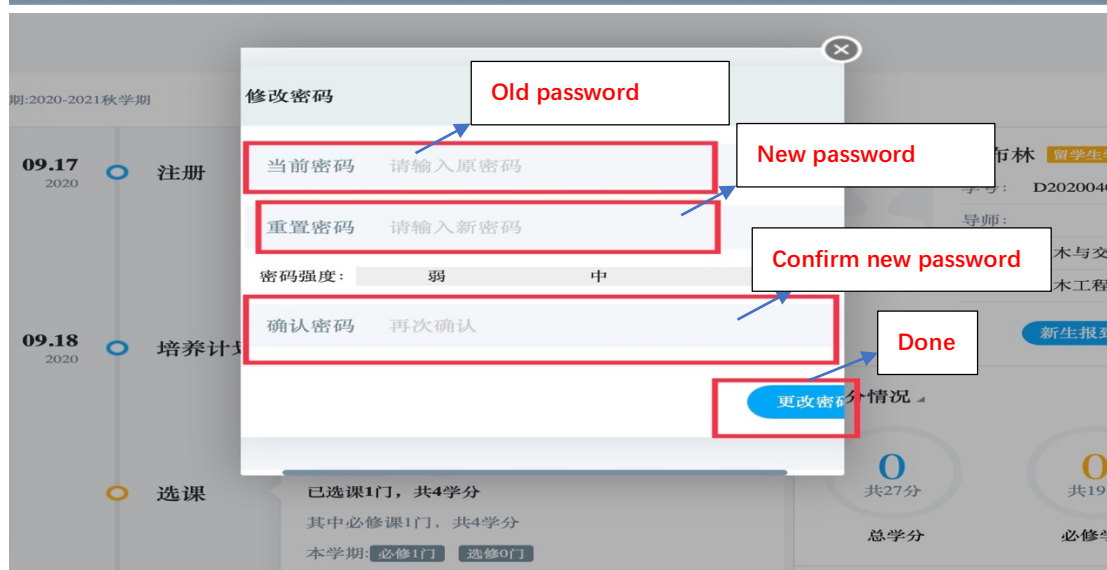 Old password
期:2020-2021秋学期
修改密码
New password
09.17
2020
注册
当前密码 请输入原密码
布林 留学生
学号: D2020040
重置密码 请输入新密码
导师:
Confirm new password
木与交
密码强度: 弱 中
木工程
09.18
2020
培养计划
确认密码 再次确认
Done
新生报到
更改密码
分情况
0
共27分
总学分
0
共19
必修学
选课
已选课1门，共4学分
其中必修课1门，共4学分
本学期: 必修1门 选修0门